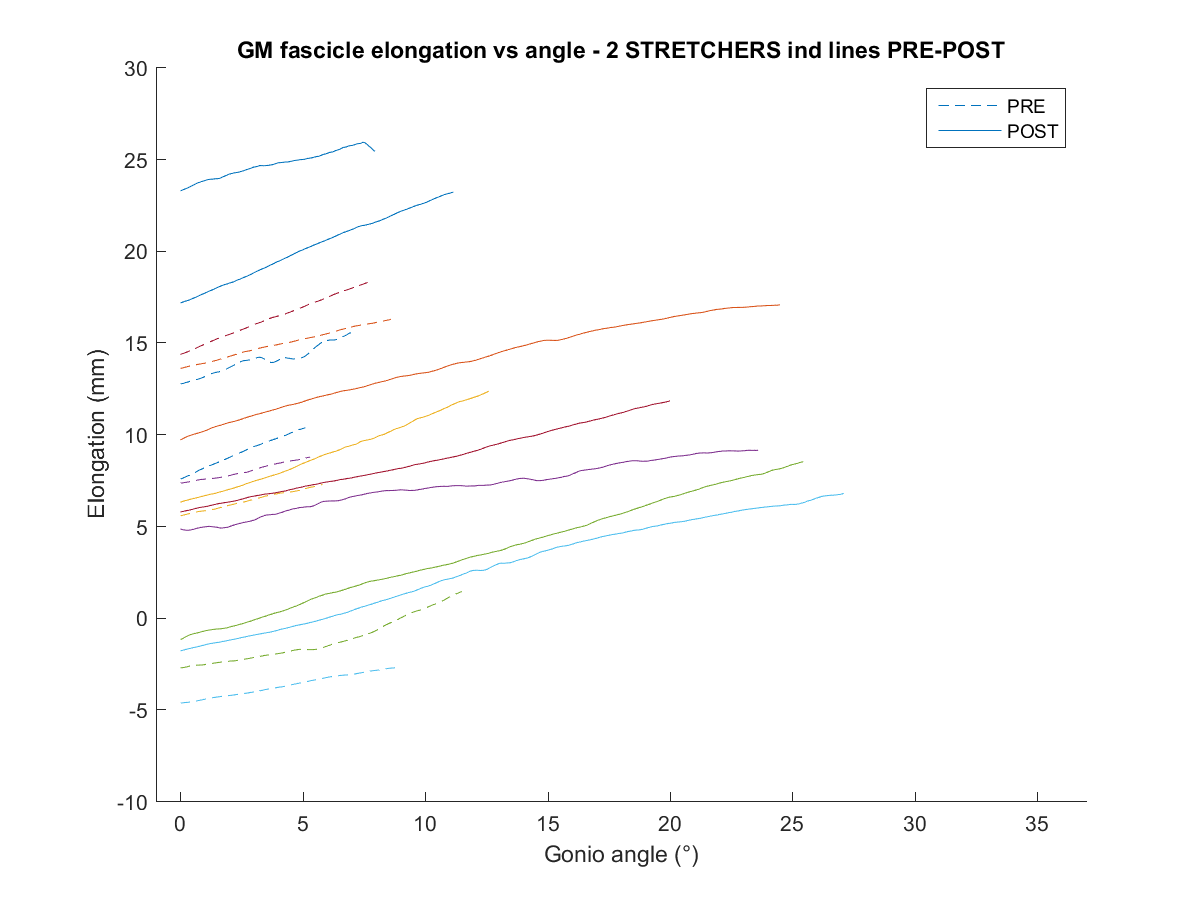 GM fascicle elongation vs angle - 2 STRETCHERS ind lines PRE-POST
PRE
POST
30
25
20
15
10
5
0
-5
-10
Elongation (mm)
0 5 10 15 20 25 30 35
Gonio angle (°)